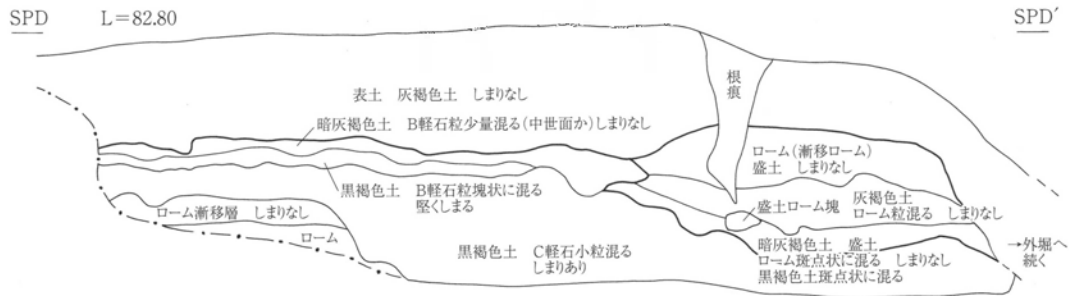 SPD L=82.80 SPD′
根痕
表土 灰褐色土 しまりなし
暗灰褐色土 B軽石粒少量混る(中世面か)しまりなし
ローム(漸移ローム)
盛土 しまりなし
黒褐色土 B軽石粒塊状に混る
堅くしまる
盛土ローム塊
灰褐色土
ローム粒混る しまりなし
ローム漸移層 しまりなし
ローム
黒褐色土 C軽石小粒混る
しまりあり
暗灰褐色土 盛土
ローム斑点状に混る しまりなし
黒褐色土斑点状に混る
→外堀へ
続く